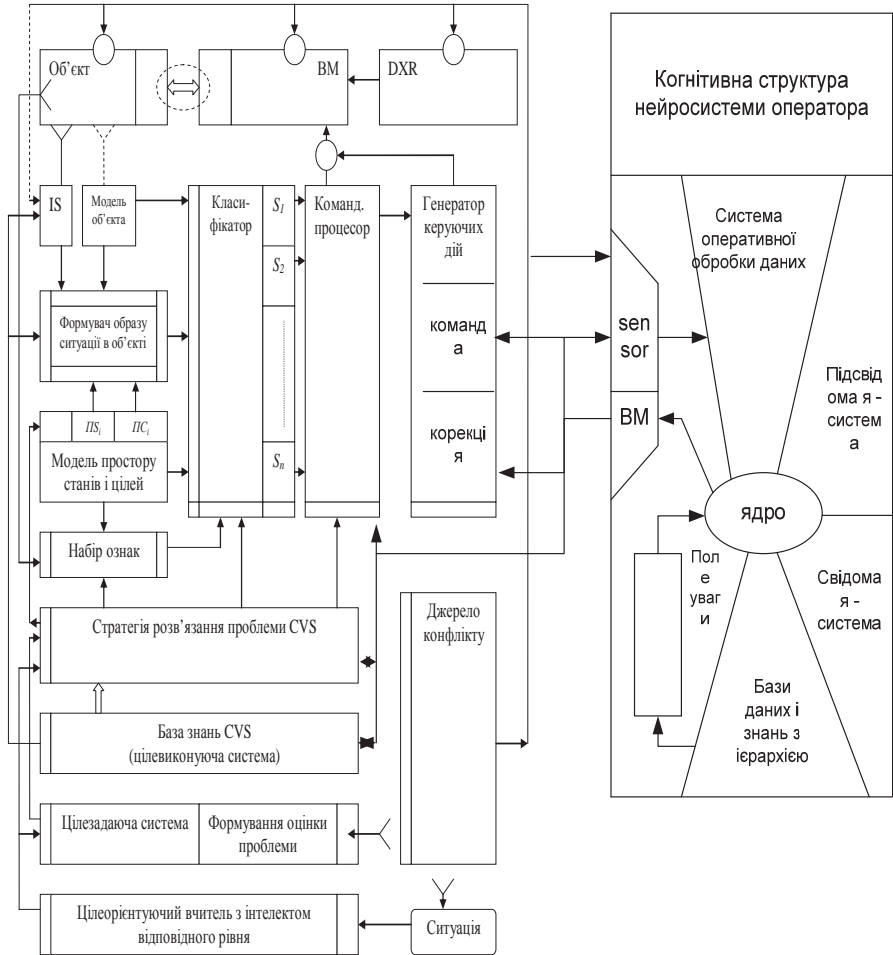 Об’єкт
ВМ
DXR
IS
Модель
об’єкта
Класи-
фікатор
S1
S2
Sn
Команд.
процесор
Генератор
керуючих
дій
команд
а
корекці
я
Формувач образу
ситуації в об’єкті
ПSi
ПCi
Модель простору
станів і цілей
Набір ознак
Стратегія розв’язання проблеми CVS
База знань CVS
(цілевиконуюча система)
Цілезадаюча система
Формування оцінки
проблеми
Цілеорієнтуючий вчитель з інтелектом
відповідного рівня
Джерело
конфлікту
Ситуація
Когнітивна структура
нейросистеми оператора
Система
оперативної
обробки даних
sen
sor
ВМ
Підсвід
ома я -
систем
а
ядро
Пол
е
уваг
и
Свідома
я -
система
Бази
даних і
знань з
ієрархією